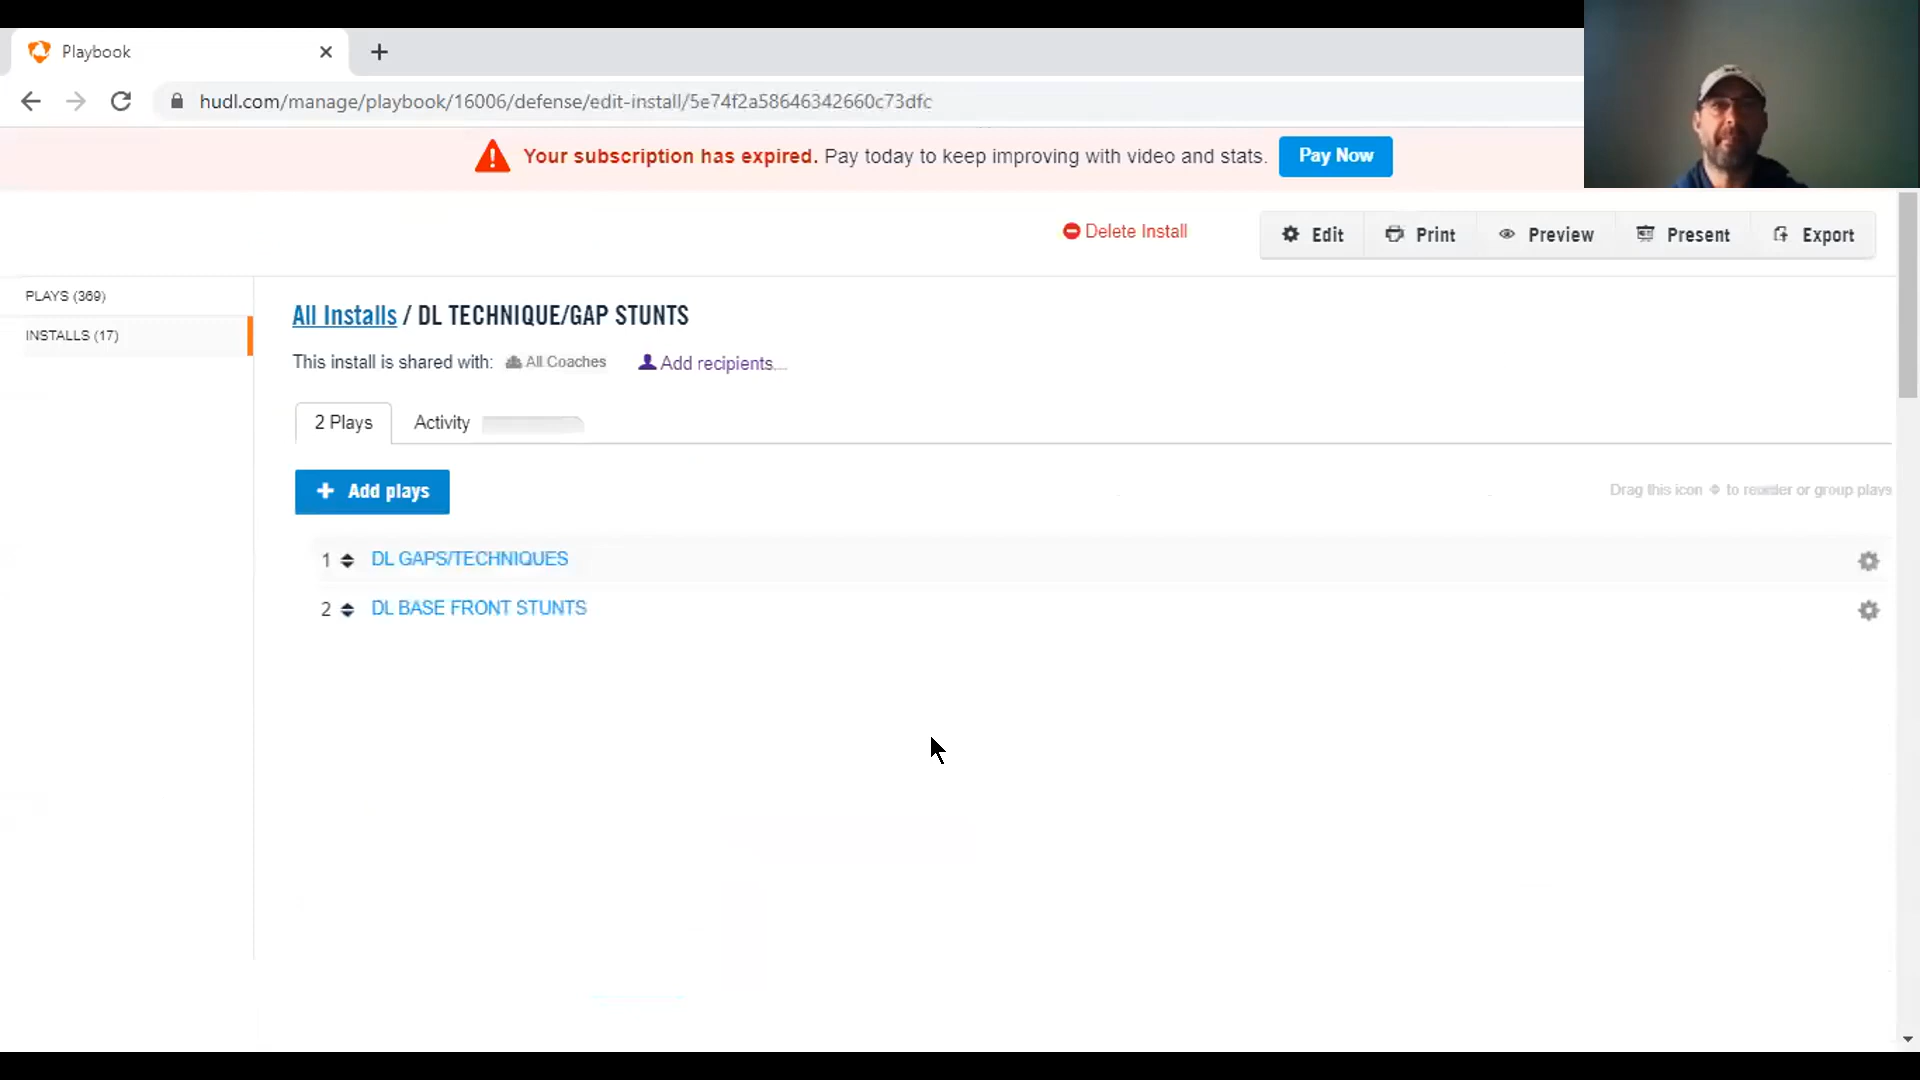 Playbook
hudl.com/manage/playbook/16006/defense/edit-install/5e74f2a58646342660c73dfc
Your subscription has expired. Pay today to keep improving with video and stats. Pay Now
Delete Install Edit Print Preview Present Export
PLAYS (369)
INSTALLS (17)
All Installs / DL TECHNIQUE/GAP STUNTS
This install is shared with: All Coaches Add recipients...
2 Plays Activity
+ Add plays
Drag this icon to reorder or group plays
1 DL GAPS/TECHNIQUES
2 DL BASE FRONT STUNTS